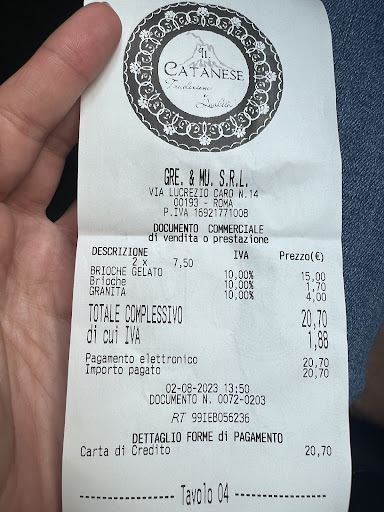 Il
CATANESE
Tradizione
e
Qualità
GRE. & MU. S.R.L.
VIA LUCREZIO CARO N.14
00193 - ROMA
P.IVA 16921771008
DOCUMENTO COMMERCIALE
di vendita o prestazione
DESCRIZIONE IVA Prezzo(€)
2 x 7,50
BRIOCHE GELATO 10,00% 15,00
Brioche 10,00% 1,70
GRANITA 10,00% 4,00
TOTALE COMPLESSIVO 20,70
di cui IVA 1,88
Pagamento elettronico 20,70
Importo pagato 20,70
02-08-2023 13:50
DOCUMENTO N. 0072-0203
RT 99IEB056236
DETTAGLIO FORME di PAGAMENTO
Carta di Credito 20,70
-------------- Tavolo 04 --------------